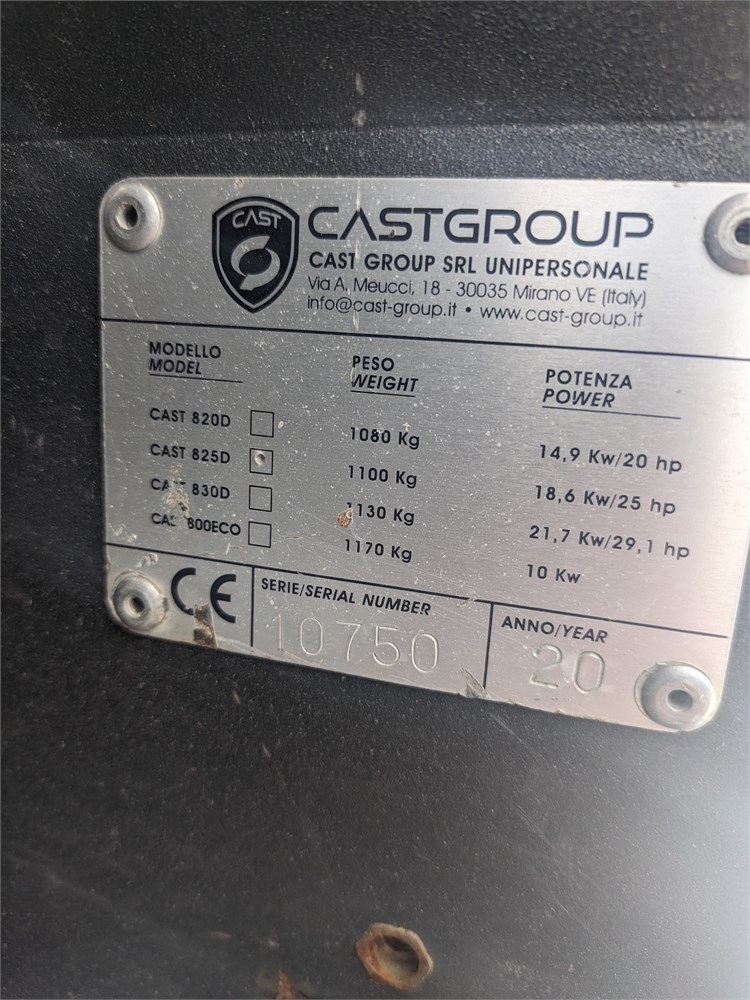 CAST
CASTGROUP
CAST GROUP SRL UNIPERSONALE
Via A. Meucci, 18 - 30035 Mirano VE (Italy)
info@cast-group.it • www.cast-group.it
MODELLO PESO POTENZA
MODEL WEIGHT POWER
CAST 820D 1080 Kg 14,9 Kw/20 hp
CAST 825D 1100 Kg 18,6 Kw/25 hp
CAST 830D 1130 Kg 21,7 Kw/29,1 hp
CAST 800ECO 1170 Kg 10 Kw
CE SERIE/SERIAL NUMBER ANNO/YEAR
10750 20